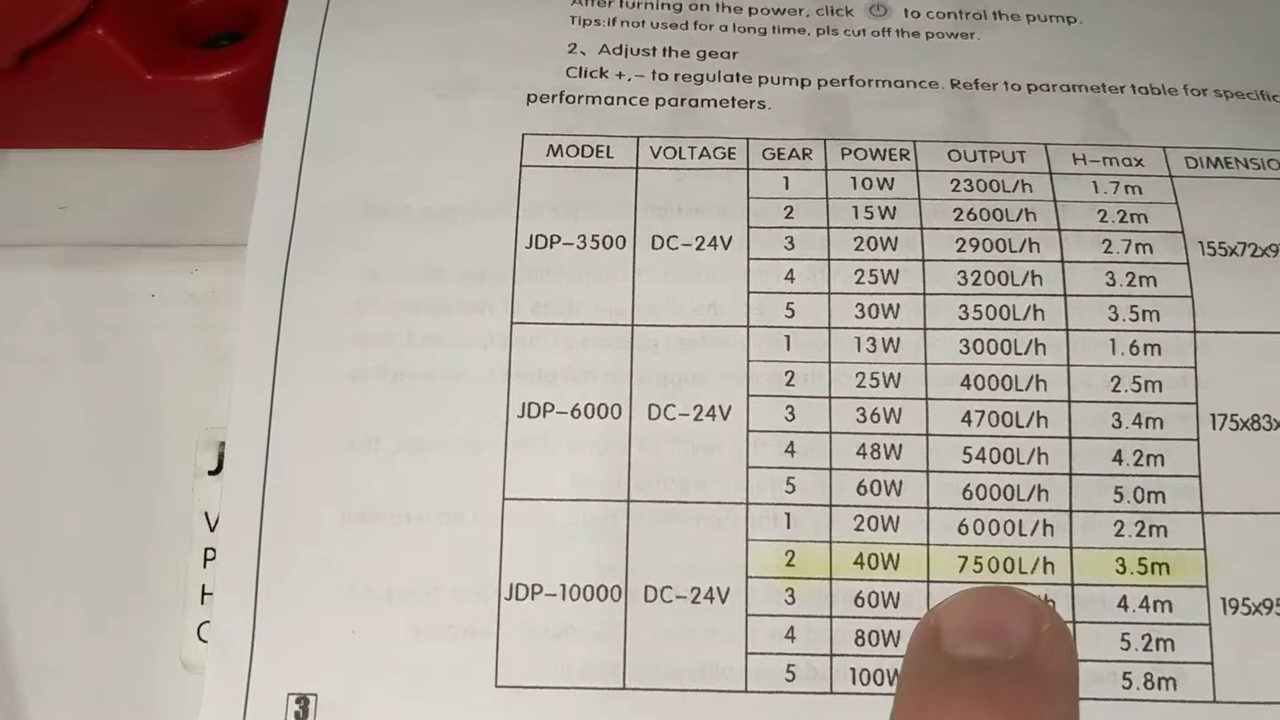 After turning on the power, click to control the pump.
Tips:if not used for a long time, pls cut off the power.
2、Adjust the gear
Click +,- to regulate pump performance. Refer to parameter table for specific
performance parameters.
MODEL VOLTAGE GEAR POWER OUTPUT H-max DIMENSIO
1 10W 2300L/h 1.7m
2 15W 2600L/h 2.2m
JDP-3500 DC-24V 3 20W 2900L/h 2.7m 155x72x9
4 25W 3200L/h 3.2m
5 30W 3500L/h 3.5m
1 13W 3000L/h 1.6m
2 25W 4000L/h 2.5m
JDP-6000 DC-24V 3 36W 4700L/h 3.4m 175x83x
4 48W 5400L/h 4.2m
5 60W 6000L/h 5.0m
1 20W 6000L/h 2.2m
2 40W 7500L/h 3.5m
JDP-10000 DC-24V 3 60W 4.4m 195x95
4 80W 5.2m
5 100W 5.8m
3
J
V
P
H